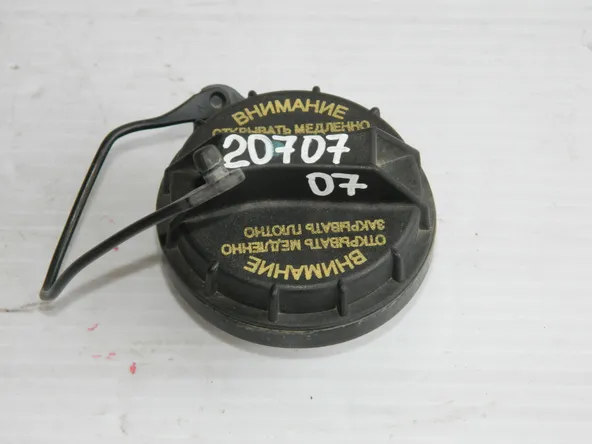 ВНИМАНИЕ
ОТКРЫВАТЬ МЕДЛЕННО
20707
07
ЗАКРЫВАТЬ ПЛОТНО
ОТКРЫВАТЬ МЕДЛЕННО
ВНИМАНИЕ